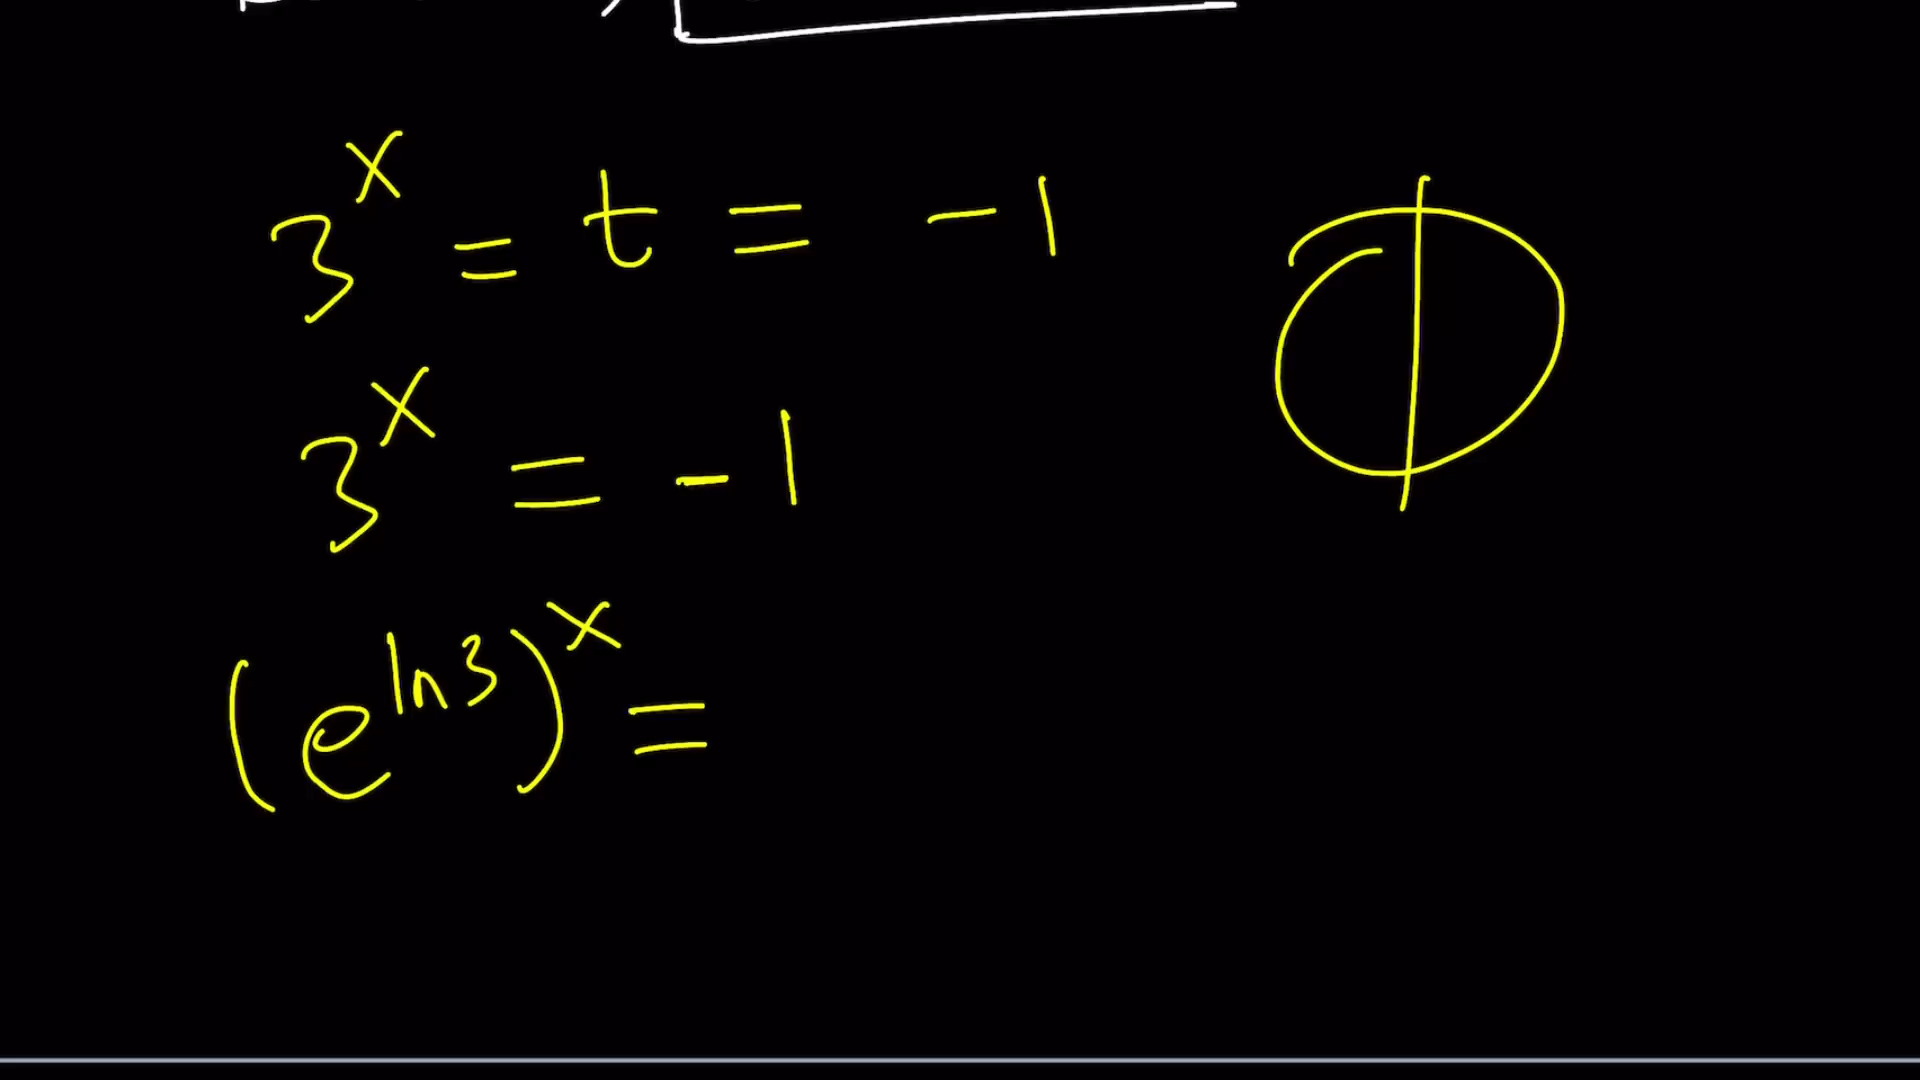 3^x = t = -1
ϕ
3^x = -1
(e^ln3)^x =